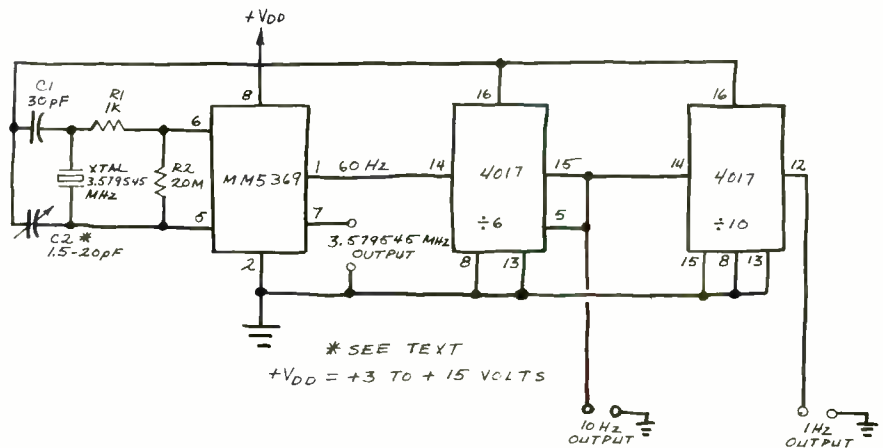 +VDD
C1
30pF
R1
1K
8
6
XTAL
3.579545
MHz
R2
20M
MM5369
1
60 Hz
7
5
C2 *
1.5-20pF
2
3.579545 MHz
OUTPUT
16
14
4017
15
÷6
5
8
13
16
14
4017
12
÷10
15
8
13
* SEE TEXT
+VDD = +3 TO +15 VOLTS
10 Hz
OUTPUT
1 Hz
OUTPUT